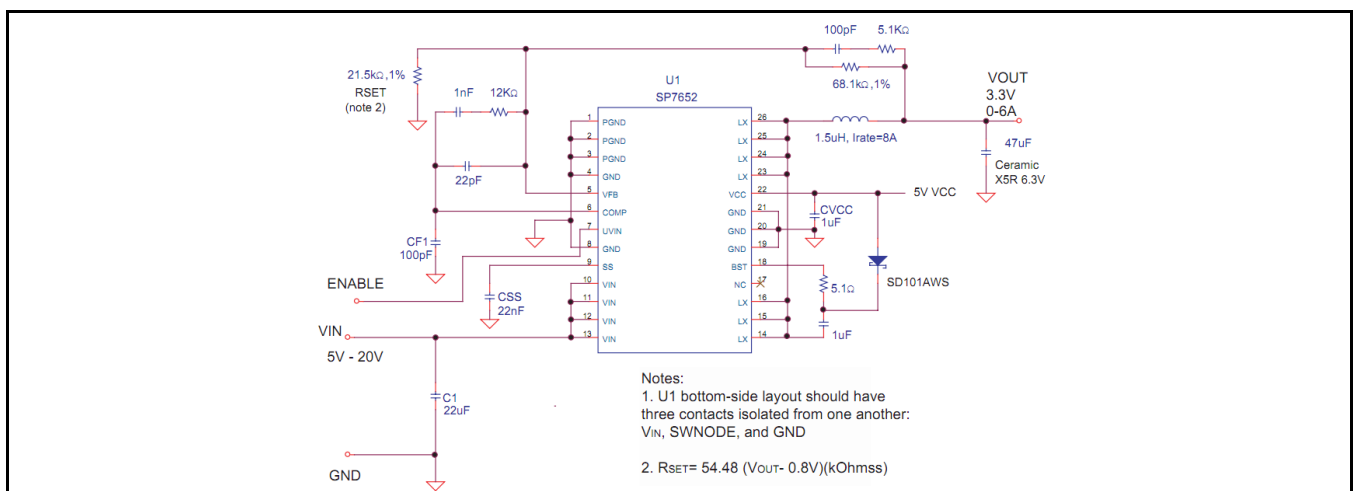 100pF
5.1KΩ
21.5kΩ,1%
RSET
(note 2)
1nF
12KΩ
U1
SP7652
68.1kΩ,1%
VOUT
3.3V
0-6A
1
PGND
LX
26
2
PGND
LX
25
3
PGND
LX
24
4
GND
LX
23
5
VFB
VCC
22
6
COMP
GND
21
7
UVIN
GND
20
8
GND
GND
19
9
SS
BST
18
10
VIN
NC
17
11
VIN
LX
16
12
VIN
LX
15
13
VIN
LX
14
1.5uH, Irate=8A
47uF
Ceramic
X5R 6.3V
22pF
5V VCC
CVCC
1uF
CF1
100pF
ENABLE
CSS
22nF
5.1Ω
SD101AWS
1uF
VIN
5V - 20V
C1
22uF
GND
Notes:
1. U1 bottom-side layout should have
three contacts isolated from one another:
VIN, SWNODE, and GND
2. RSET= 54.48 (VOUT- 0.8V)(kOhmss)